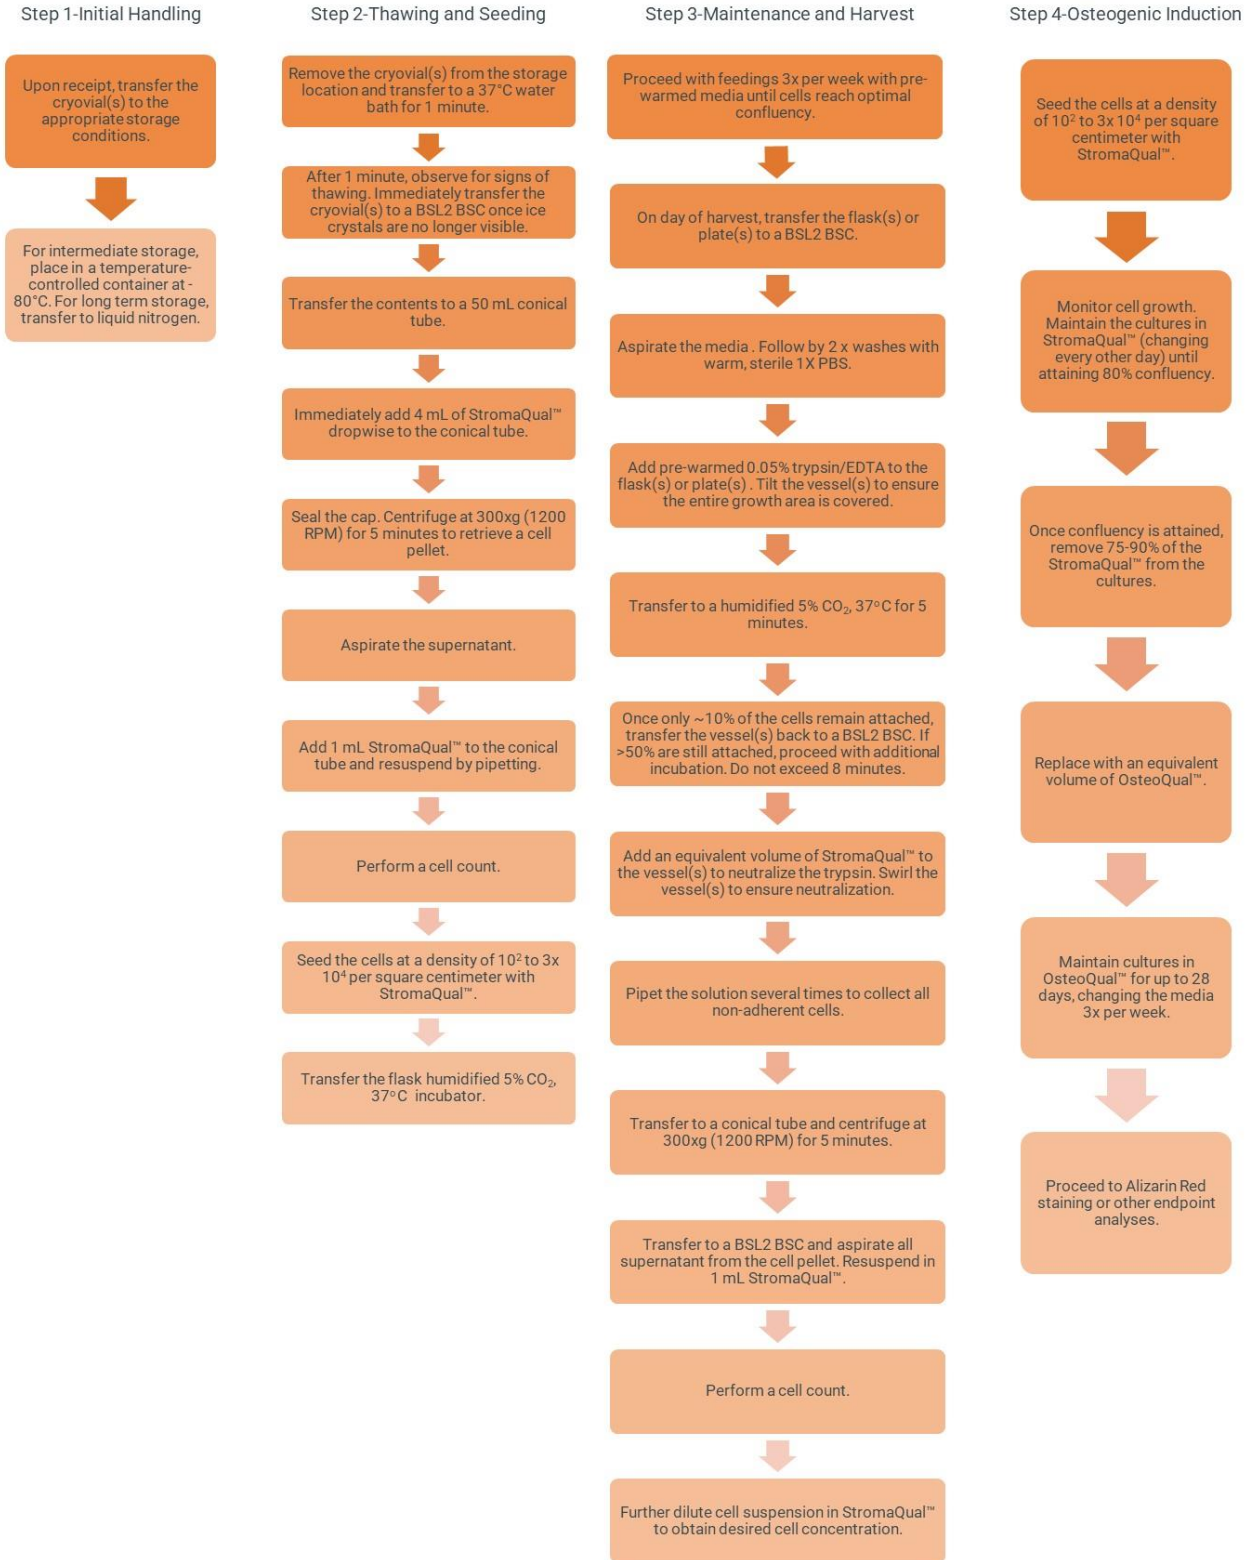 Step 1-Initial Handling
Upon receipt, transfer the
cryovial(s) to the
appropriate storage
conditions.
For intermediate storage,
place in a temperature-
controlled container at -
80°C. For long term storage,
transfer to liquid nitrogen.
Step 2-Thawing and Seeding
Remove the cryovial(s) from the storage
location and transfer to a 37°C water
bath for 1 minute.
After 1 minute, observe for signs of
thawing. Immediately transfer the
cryovial(s) to a BSL2 BSC once ice
crystals are no longer visible.
Transfer the contents to a 50 mL conical
tube.
Immediately add 4 mL of StromaQual™
dropwise to the conical tube.
Seal the cap. Centrifuge at 300xg (1200
RPM) for 5 minutes to retrieve a cell
pellet.
Aspirate the supernatant.
Add 1 mL StromaQual™ to the conical
tube and resuspend by pipetting.
Perform a cell count.
Seed the cells at a density of 10² to 3x
10⁴ per square centimeter with
StromaQual™.
Transfer the flask humidified 5% CO₂,
37°C incubator.
Step 3-Maintenance and Harvest
Proceed with feedings 3x per week with pre-
warmed media until cells reach optimal
confluency.
On day of harvest, transfer the flask(s) or
plate(s) to a BSL2 BSC.
Aspirate the media . Follow by 2 x washes with
warm, sterile 1X PBS.
Add pre-warmed 0.05% trypsin/EDTA to the
flask(s) or plate(s) . Tilt the vessel(s) to ensure
the entire growth area is covered.
Transfer to a humidified 5% CO₂, 37°C for 5
minutes.
Once only ~10% of the cells remain attached,
transfer the vessel(s) back to a BSL2 BSC. If
>50% are still attached, proceed with additional
incubation. Do not exceed 8 minutes.
Add an equivalent volume of StromaQual™ to
the vessel(s) to neutralize the trypsin. Swirl the
vessel(s) to ensure neutralization.
Pipet the solution several times to collect all
non-adherent cells.
Transfer to a conical tube and centrifuge at
300xg (1200 RPM) for 5 minutes.
Transfer to a BSL2 BSC and aspirate all
supernatant from the cell pellet. Resuspend in
1 mL StromaQual™.
Perform a cell count.
Further dilute cell suspension in StromaQual™
to obtain desired cell concentration.
Step 4-Osteogenic Induction
Seed the cells at a density
of 10² to 3x 10⁴ per square
centimeter with
StromaQual™.
Monitor cell growth.
Maintain the cultures in
StromaQual™ (changing
every other day) until
attaining 80% confluency.
Once confluency is attained,
remove 75-90% of the
StromaQual™ from the
cultures.
Replace with an equivalent
volume of OsteoQual™.
Maintain cultures in
OsteoQual™ for up to 28
days, changing the media
3x per week.
Proceed to Alizarin Red
staining or other endpoint
analyses.